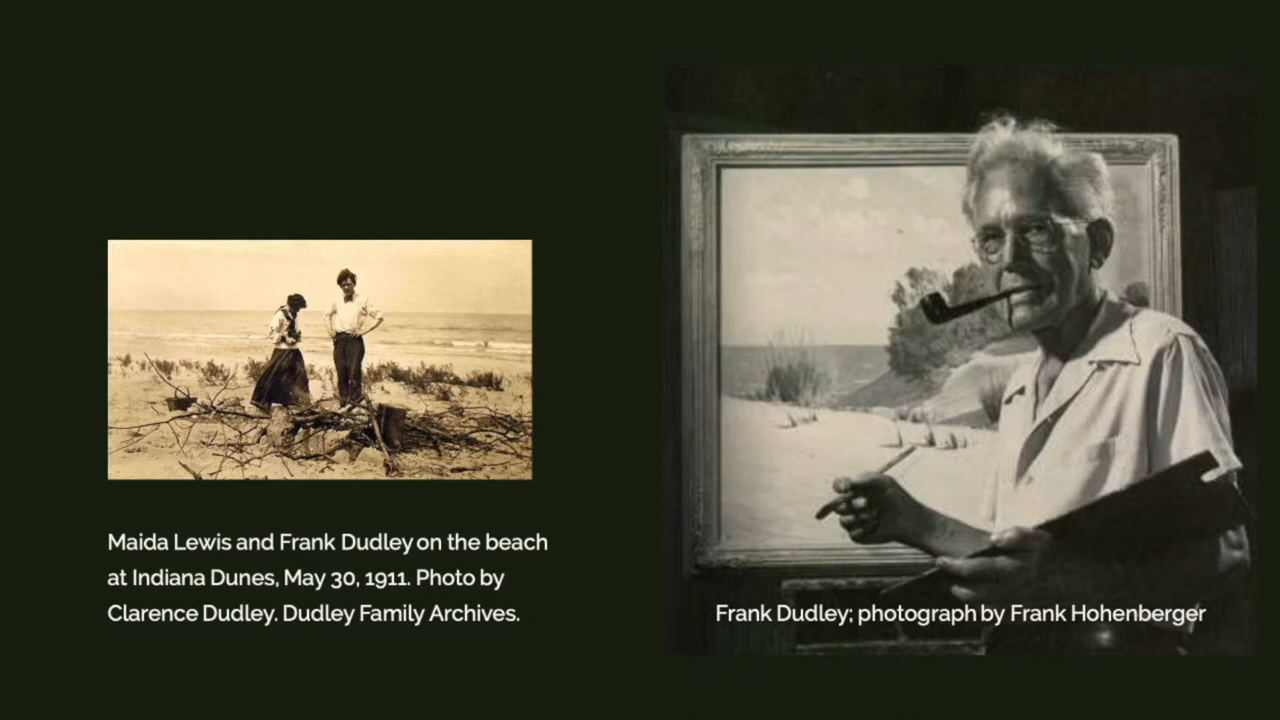 Maida Lewis and Frank Dudley on the beach
at Indiana Dunes, May 30, 1911. Photo by
Clarence Dudley. Dudley Family Archives.
Frank Dudley; photograph by Frank Hohenberger